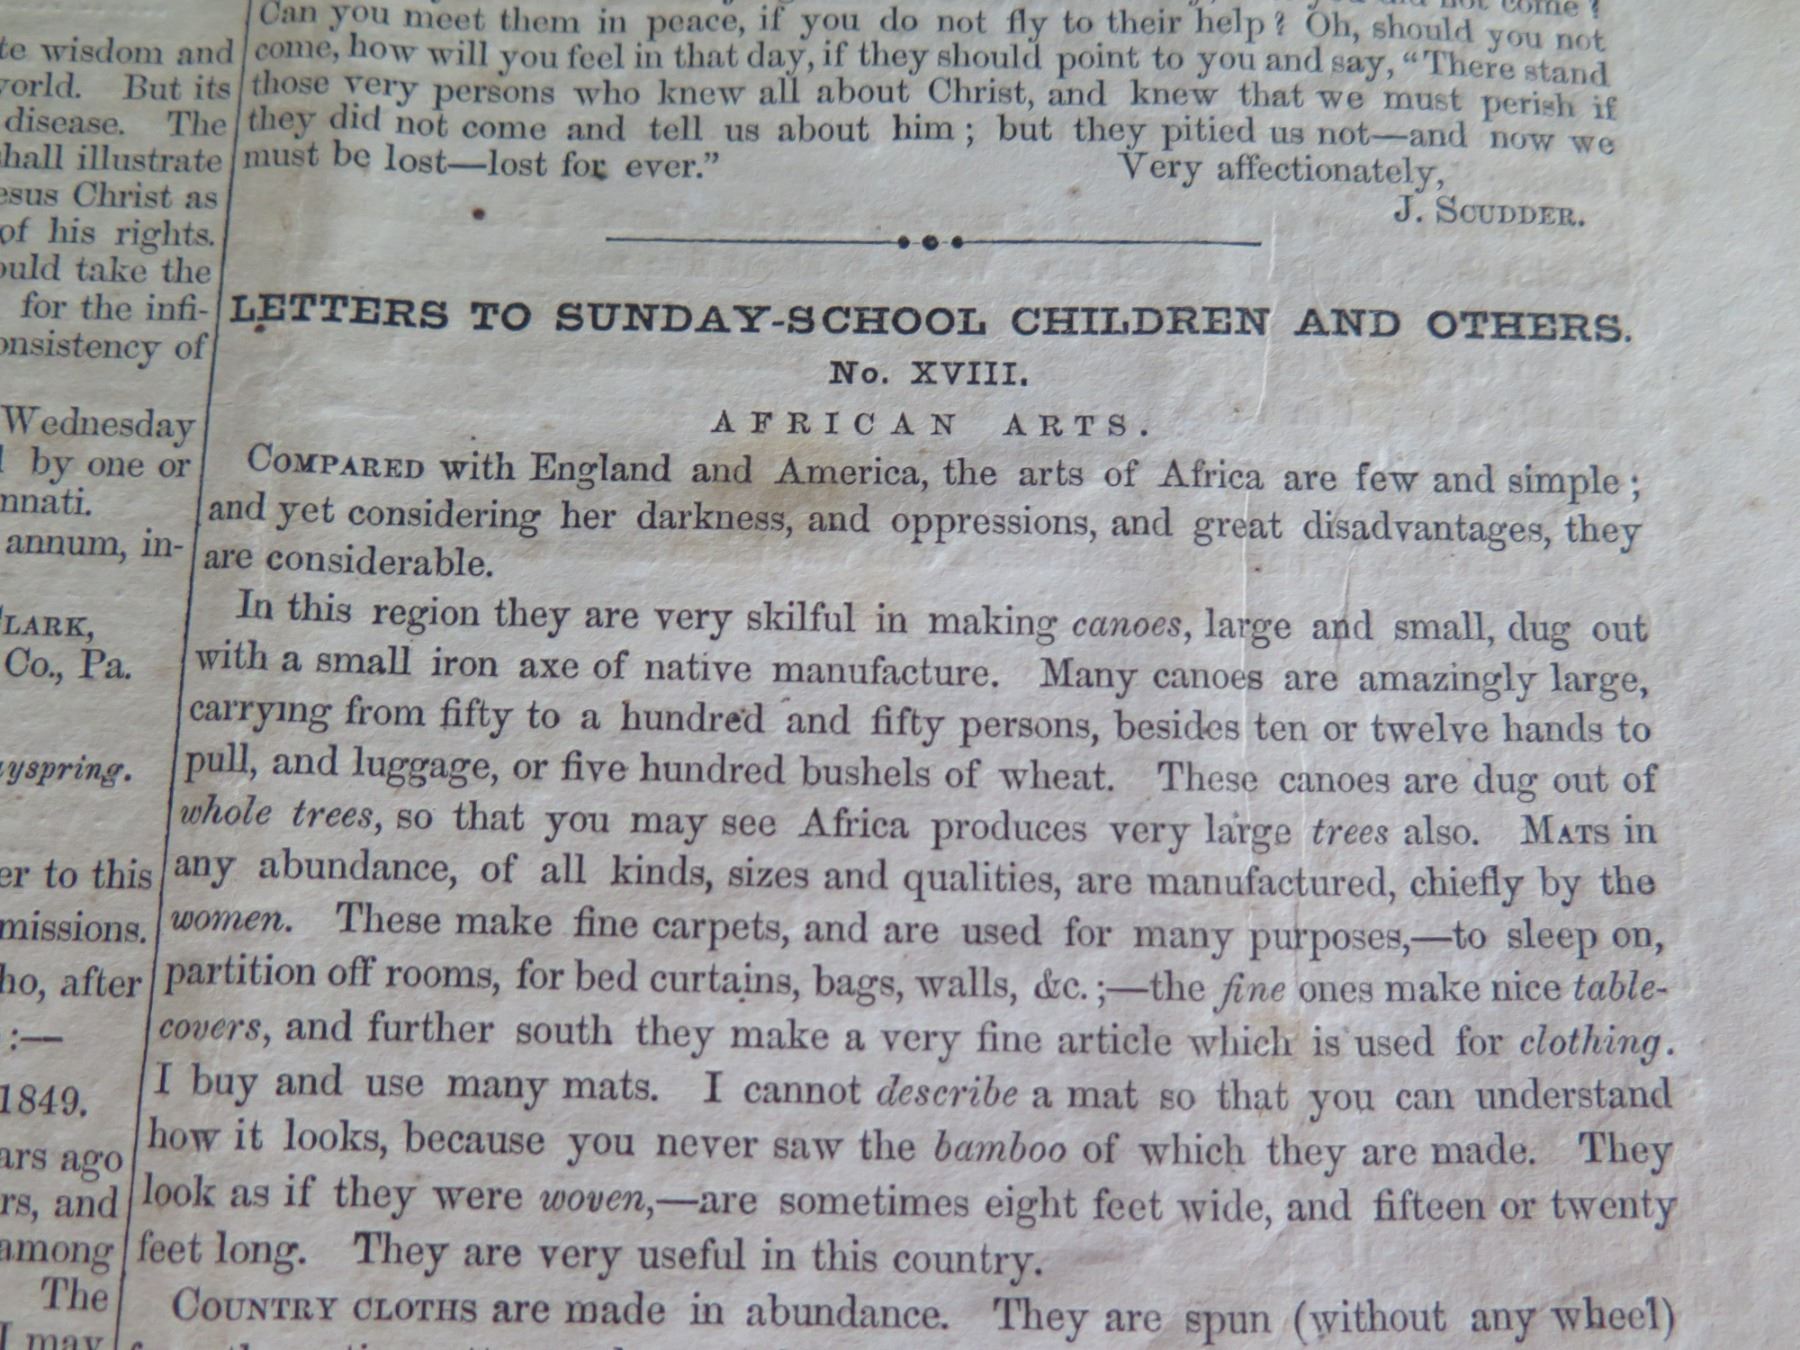 te wisdom and
world. But its
disease. The
hall illustrate
esus Christ as
of his rights.
ould take the
for the infi-
onsistency of
Wednesday
by one or
nnati.
annum, in-
LARK,
Co., Pa.
yspring.
er to this
missions.
ho, after
:—
1849.
ars ago
rs, and
among
The
I may
not come?
Can you meet them in peace, if you do not fly to their help? Oh, should you not
come, how will you feel in that day, if they should point to you and say, "There stand
those very persons who knew all about Christ, and knew that we must perish if
they did not come and tell us about him; but they pitied us not—and now we
must be lost—lost for ever."
Very affectionately,
J. SCUDDER.
LETTERS TO SUNDAY-SCHOOL CHILDREN AND OTHERS.
No. XVIII.
AFRICAN ARTS.
COMPARED with England and America, the arts of Africa are few and simple;
and yet considering her darkness, and oppressions, and great disadvantages, they
are considerable.
In this region they are very skilful in making canoes, large and small, dug out
with a small iron axe of native manufacture. Many canoes are amazingly large,
carrying from fifty to a hundred and fifty persons, besides ten or twelve hands to
pull, and luggage, or five hundred bushels of wheat. These canoes are dug out of
whole trees, so that you may see Africa produces very large trees also. MATS in
any abundance, of all kinds, sizes and qualities, are manufactured, chiefly by the
women. These make fine carpets, and are used for many purposes,—to sleep on,
partition off rooms, for bed curtains, bags, walls, &c.;—the fine ones make nice table-
covers, and further south they make a very fine article which is used for clothing.
I buy and use many mats. I cannot describe a mat so that you can understand
how it looks, because you never saw the bamboo of which they are made. They
look as if they were woven,—are sometimes eight feet wide, and fifteen or twenty
feet long. They are very useful in this country.
COUNTRY CLOTHS are made in abundance. They are spun (without any wheel)